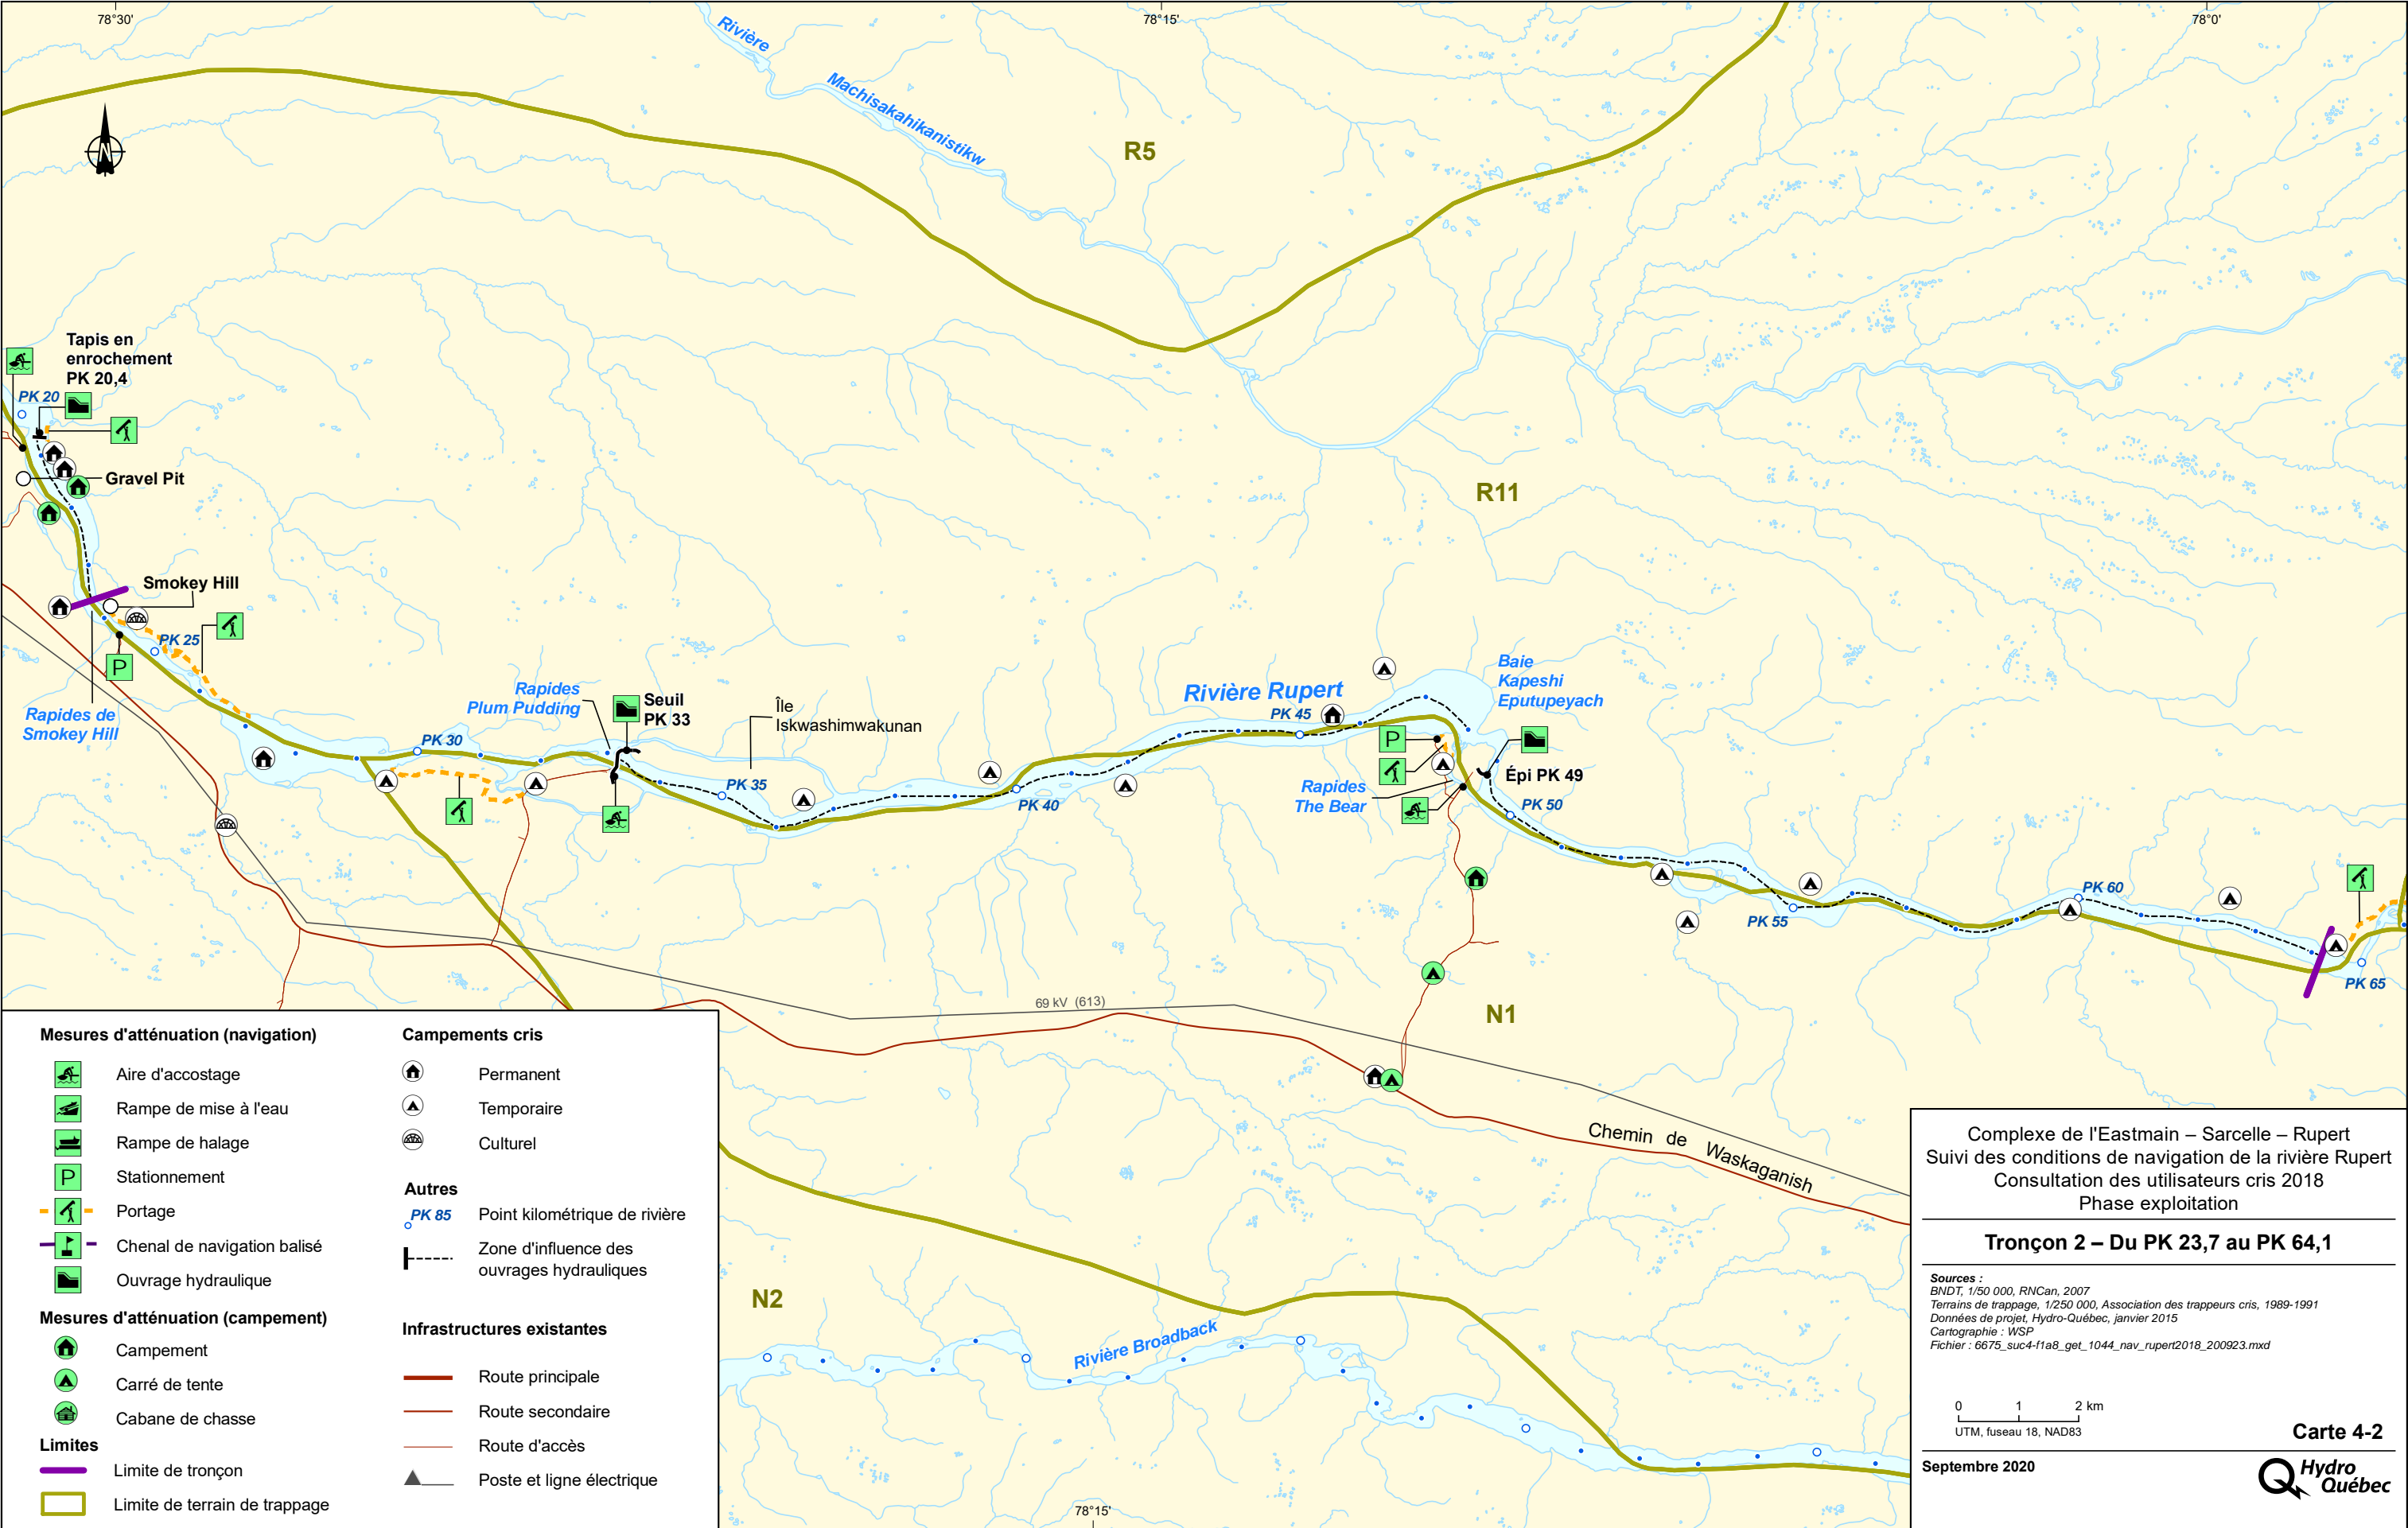 78°30'
78°15'
78°0'
Rivière
Machisakahikanistikw
R5
N
Tapis en
enrochement
PK 20,4
PK 20
Gravel Pit
R11
Smokey Hill
PK 25
P
Rapides de
Smokey Hill
Rapides
Plum Pudding
Seuil
PK 33
Île
Iskwashimwakunan
Rivière Rupert
PK 45
Baie
Kapeshi
Eputupeyach
PK 30
P
PK 35
PK 40
Rapides
The Bear
Épi PK 49
PK 50
PK 55
PK 60
PK 65
69 kV (613)
N1
Chemin de Waskaganish
N2
Rivière Broadback
78°15'
Mesures d'atténuation (navigation)
Aire d'accostage
Rampe de mise à l'eau
Rampe de halage
P Stationnement
Portage
Chenal de navigation balisé
Ouvrage hydraulique
Mesures d'atténuation (campement)
Campement
Carré de tente
Cabane de chasse
Limites
Limite de tronçon
Limite de terrain de trappage
Campements cris
Permanent
Temporaire
Culturel
Autres
PK 85 Point kilométrique de rivière
Zone d'influence des
ouvrages hydrauliques
Infrastructures existantes
Route principale
Route secondaire
Route d'accès
Poste et ligne électrique
Complexe de l'Eastmain – Sarcelle – Rupert
Suivi des conditions de navigation de la rivière Rupert
Consultation des utilisateurs cris 2018
Phase exploitation
Tronçon 2 – Du PK 23,7 au PK 64,1
Sources :
BNDT, 1/50 000, RNCan, 2007
Terrains de trappage, 1/250 000, Association des trappeurs cris, 1989-1991
Données de projet, Hydro-Québec, janvier 2015
Cartographie : WSP
Fichier : 6675_suc4-f1a8_get_1044_nav_rupert2018_200923.mxd
0 1 2 km
UTM, fuseau 18, NAD83
Carte 4-2
Septembre 2020
Hydro
Québec